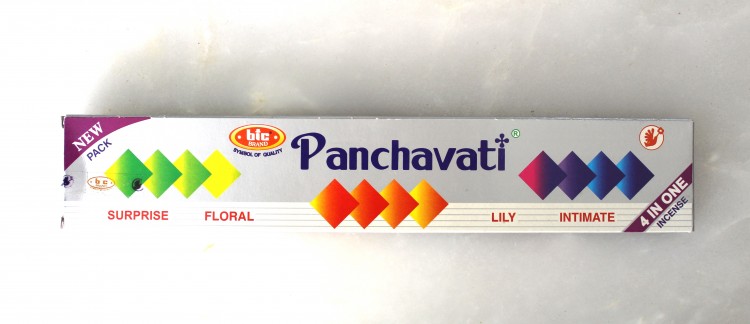 NEW
PACK
bic
BRAND
SYMBOL OF QUALITY
Panchavati®
SURPRISE
FLORAL
LILY
INTIMATE
4 IN ONE
INCENSE